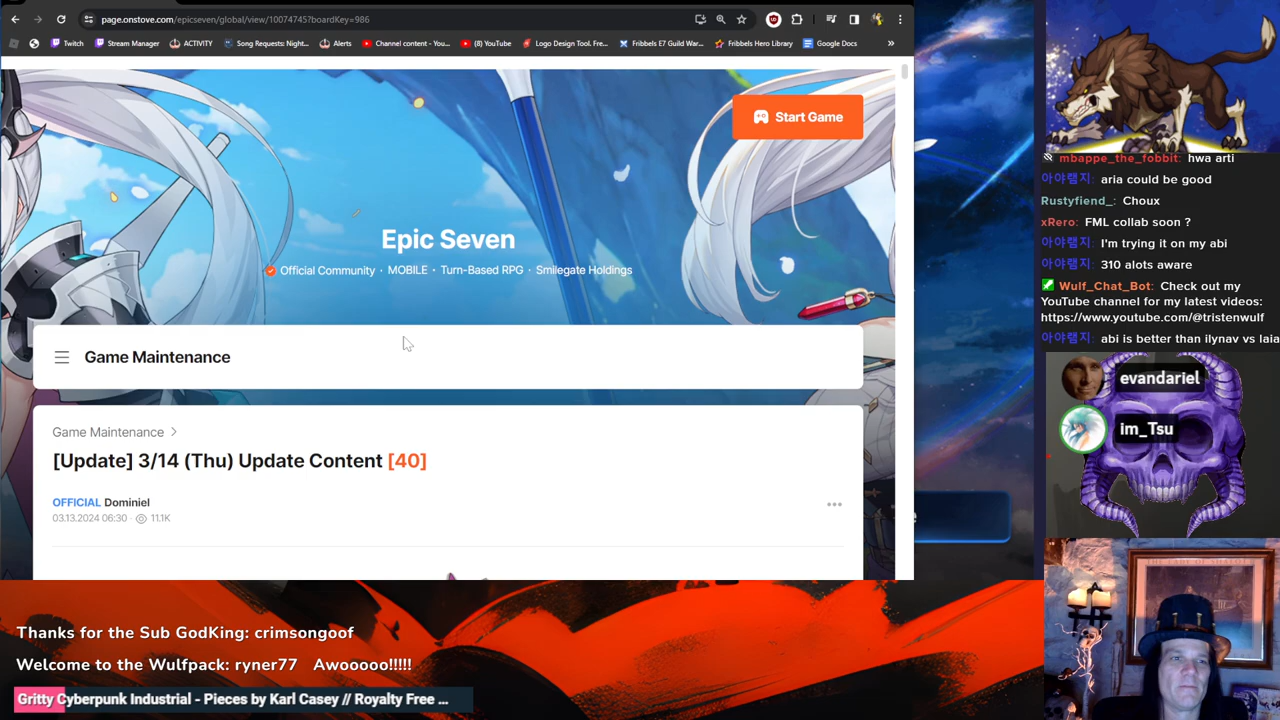 page.onstove.com/epicseven/global/view/10074745?boardKey=986
Twitch
Stream Manager
ACTIVITY
Song Requests: Night...
Alerts
Channel content - You...
(8) YouTube
Logo Design Tool. Fre...
Fribbels E7 Guild War...
Fribbels Hero Library
Google Docs
»
Start Game
Epic Seven
Official Community · MOBILE · Turn-Based RPG · Smilegate Holdings
Game Maintenance
Game Maintenance >
[Update] 3/14 (Thu) Update Content [40]
OFFICIAL Dominiel
03.13.2024 06:30 · 11.1K
mbappe_the_fobbit: hwa arti
아야램지: aria could be good
Rustyfiend_: Choux
xRero: FML collab soon ?
아야램지: I'm trying it on my abi
아야램지: 310 alots aware
Wulf_Chat_Bot: Check out my
YouTube channel for my latest videos:
https://www.youtube.com/@tristenwulf
아야램지: abi is better than ilynav vs laia
evandariel
im_Tsu
Thanks for the Sub GodKing: crimsongoof
Welcome to the Wulfpack: ryner77 Awooooo!!!!!
Gritty Cyberpunk Industrial - Pieces by Karl Casey // Royalty Free ...